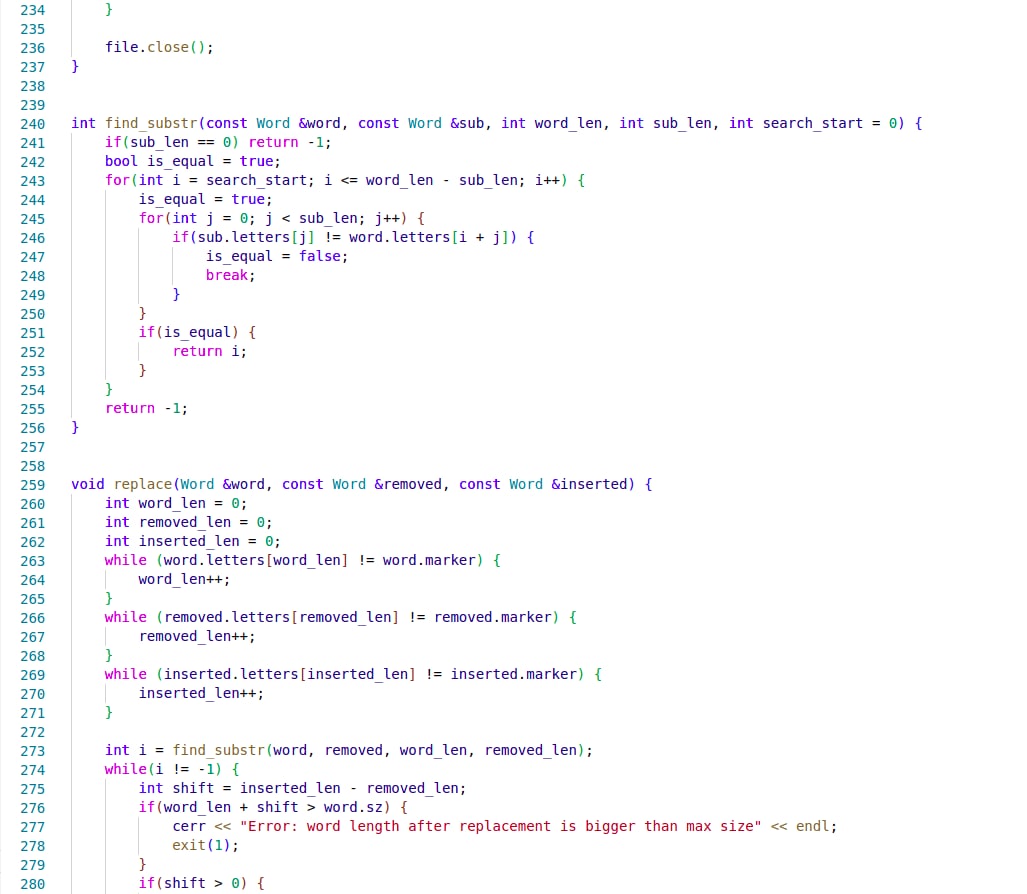 234     }
235
236     file.close();
237 }
238
239
240 int find_substr(const Word &word, const Word &sub, int word_len, int sub_len, int search_start = 0) {
241     if(sub_len == 0) return -1;
242     bool is_equal = true;
243     for(int i = search_start; i <= word_len - sub_len; i++) {
244         is_equal = true;
245         for(int j = 0; j < sub_len; j++) {
246             if(sub.letters[j] != word.letters[i + j]) {
247                 is_equal = false;
248                 break;
249             }
250         }
251         if(is_equal) {
252             return i;
253         }
254     }
255     return -1;
256 }
257
258
259 void replace(Word &word, const Word &removed, const Word &inserted) {
260     int word_len = 0;
261     int removed_len = 0;
262     int inserted_len = 0;
263     while (word.letters[word_len] != word.marker) {
264         word_len++;
265     }
266     while (removed.letters[removed_len] != removed.marker) {
267         removed_len++;
268     }
269     while (inserted.letters[inserted_len] != inserted.marker) {
270         inserted_len++;
271     }
272
273     int i = find_substr(word, removed, word_len, removed_len);
274     while(i != -1) {
275         int shift = inserted_len - removed_len;
276         if(word_len + shift > word.sz) {
277             cerr << "Error: word length after replacement is bigger than max size" << endl;
278             exit(1);
279         }
280         if(shift > 0) {